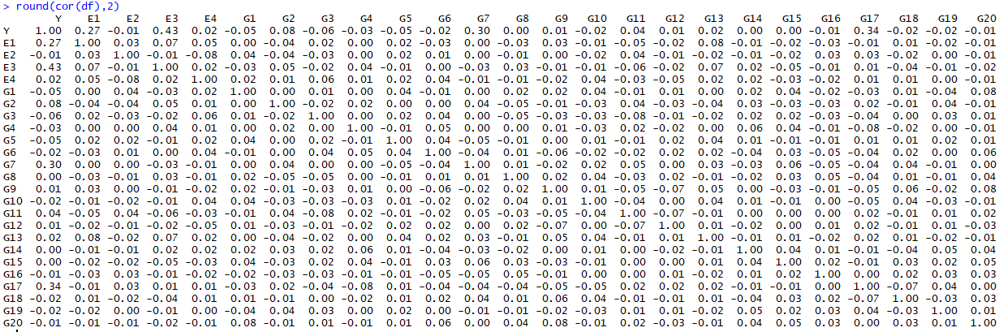 > round(cor(df),2)
Y E1 E2 E3 E4 G1 G2 G3 G4 G5 G6 G7 G8 G9 G10 G11 G12 G13 G14 G15 G16 G17 G18 G19 G20
Y 1.00 0.27 -0.01 0.43 0.02 -0.05 0.08 -0.06 -0.03 -0.05 -0.02 0.30 0.00 0.01 -0.02 0.04 0.01 0.02 0.00 0.00 -0.01 0.34 -0.02 -0.02 -0.01
E1 0.27 1.00 0.03 0.07 0.05 0.00 -0.04 0.02 0.00 0.02 -0.03 0.00 -0.03 0.03 -0.01 -0.05 -0.02 0.08 -0.01 -0.02 -0.03 -0.01 0.01 -0.02 -0.01
E2 -0.01 0.03 1.00 -0.01 -0.08 0.04 -0.04 -0.03 0.00 0.02 0.01 0.00 -0.01 0.00 -0.02 0.04 -0.01 -0.02 -0.01 -0.02 0.03 0.03 -0.02 0.00 -0.01
E3 0.43 0.07 -0.01 1.00 0.02 -0.03 0.05 -0.02 0.04 -0.01 0.00 -0.03 0.03 -0.01 -0.01 -0.06 -0.02 0.07 0.02 -0.05 -0.01 0.01 -0.04 -0.01 -0.02
E4 0.02 0.05 -0.08 0.02 1.00 0.02 0.01 0.06 0.01 0.02 0.04 -0.01 -0.01 -0.02 0.04 -0.03 -0.05 0.02 0.02 -0.03 -0.02 0.01 0.01 0.00 -0.01
G1 -0.05 0.00 0.04 -0.03 0.02 1.00 0.00 0.01 0.00 0.04 -0.01 0.00 0.02 0.02 0.04 -0.01 0.01 0.00 0.02 0.04 -0.02 -0.03 0.01 -0.04 0.08
G2 0.08 -0.04 -0.04 0.05 0.01 0.00 1.00 -0.02 0.02 0.00 0.00 0.04 -0.05 -0.01 -0.03 0.04 -0.03 -0.04 0.03 -0.03 -0.03 0.02 -0.01 0.04 -0.01
G3 -0.06 0.02 -0.03 -0.02 0.06 0.01 -0.02 1.00 0.00 0.02 0.04 0.00 -0.05 -0.03 -0.03 -0.08 -0.01 -0.02 0.02 0.02 -0.03 -0.04 0.00 0.03 0.01
G4 -0.03 0.00 0.00 0.04 0.01 0.00 0.02 0.00 1.00 -0.01 0.05 0.00 0.00 0.01 -0.03 0.02 -0.02 0.00 0.06 0.04 -0.01 -0.08 -0.02 0.00 -0.01
G5 -0.05 0.02 0.02 -0.01 0.02 0.04 0.00 0.02 -0.01 1.00 0.04 -0.05 -0.01 0.00 0.01 -0.01 0.02 0.04 0.01 -0.01 -0.01 0.01 -0.04 0.02 0.01
G6 -0.02 -0.03 0.01 0.00 0.04 -0.01 0.00 0.04 0.05 0.04 1.00 -0.04 0.01 -0.06 -0.02 -0.02 0.02 0.02 -0.04 0.03 -0.05 -0.04 0.02 0.00 0.06
G7 0.30 0.00 0.00 -0.03 -0.01 0.00 0.04 0.00 0.00 -0.05 -0.04 1.00 0.01 -0.02 0.02 0.05 0.00 0.03 -0.03 0.06 -0.05 -0.04 0.04 -0.01 0.00
G8 0.00 -0.03 -0.01 0.03 -0.01 0.02 -0.05 -0.05 0.00 -0.01 0.01 0.01 1.00 0.02 0.04 -0.03 0.02 -0.01 -0.02 0.03 -0.05 -0.04 0.01 -0.01 0.04
G9 0.01 0.03 0.00 -0.01 -0.02 0.02 -0.01 -0.03 0.01 0.00 -0.06 -0.02 0.02 1.00 0.01 -0.05 -0.07 0.05 0.00 -0.03 -0.01 -0.05 0.06 -0.02 0.08
G10 -0.02 -0.01 -0.02 -0.01 0.04 0.04 -0.03 -0.03 -0.03 0.01 -0.02 0.02 0.04 0.01 1.00 -0.04 0.00 0.04 0.01 -0.01 0.00 -0.05 0.04 -0.03 -0.01
G11 0.04 -0.05 0.04 -0.06 -0.03 -0.01 0.04 -0.08 0.02 -0.01 -0.02 0.05 -0.03 -0.05 -0.04 1.00 -0.07 -0.01 0.00 0.00 0.00 0.02 -0.01 0.01 0.02
G12 0.01 -0.02 -0.01 -0.02 -0.05 0.01 -0.03 -0.01 -0.02 0.02 0.02 0.00 0.02 -0.07 0.00 -0.07 1.00 0.01 -0.02 0.00 0.01 0.02 -0.01 0.01 -0.03
G13 0.02 0.08 -0.02 0.07 0.02 0.00 -0.04 -0.02 0.00 0.04 0.02 0.03 -0.01 0.05 0.04 -0.01 0.01 1.00 -0.01 0.01 -0.02 0.02 0.01 -0.02 -0.01
G14 0.00 -0.01 -0.01 0.02 0.02 0.02 0.03 0.02 0.06 0.01 -0.04 -0.03 -0.02 0.00 0.01 0.00 -0.02 -0.01 1.00 0.04 0.01 -0.01 -0.04 0.05 0.04
G15 0.00 -0.02 -0.02 -0.05 -0.03 0.04 -0.03 0.02 0.04 -0.01 0.03 0.06 0.03 -0.03 -0.01 0.00 0.00 0.01 0.04 1.00 0.02 -0.01 0.03 0.02 0.05
G16 -0.01 -0.03 0.03 -0.01 -0.02 -0.02 -0.03 -0.03 -0.01 -0.01 -0.05 -0.05 -0.05 -0.01 0.00 0.00 0.01 -0.02 0.01 0.02 1.00 0.00 0.02 0.03 0.03
G17 0.34 -0.01 0.03 0.01 0.01 -0.03 0.02 -0.04 -0.08 0.01 -0.04 -0.04 -0.04 -0.05 -0.05 0.02 0.02 0.02 -0.01 -0.01 0.00 1.00 -0.07 0.04 0.00
G18 -0.02 0.01 -0.02 -0.04 0.01 0.01 -0.01 0.00 -0.02 -0.04 0.02 0.04 0.01 0.06 0.04 -0.01 -0.01 0.01 -0.04 0.03 0.02 -0.07 1.00 -0.03 0.03
G19 -0.02 -0.02 0.00 -0.01 0.00 -0.04 0.04 0.03 0.00 0.02 0.00 -0.01 -0.01 -0.02 -0.03 0.01 0.01 -0.02 0.05 0.02 0.03 0.04 -0.03 1.00 0.01
G20 -0.01 -0.01 -0.01 -0.02 -0.01 0.08 -0.01 0.01 -0.01 0.01 0.06 0.00 0.04 0.08 -0.01 0.02 -0.03 -0.01 0.04 0.05 0.03 0.00 0.03 0.01 1.00